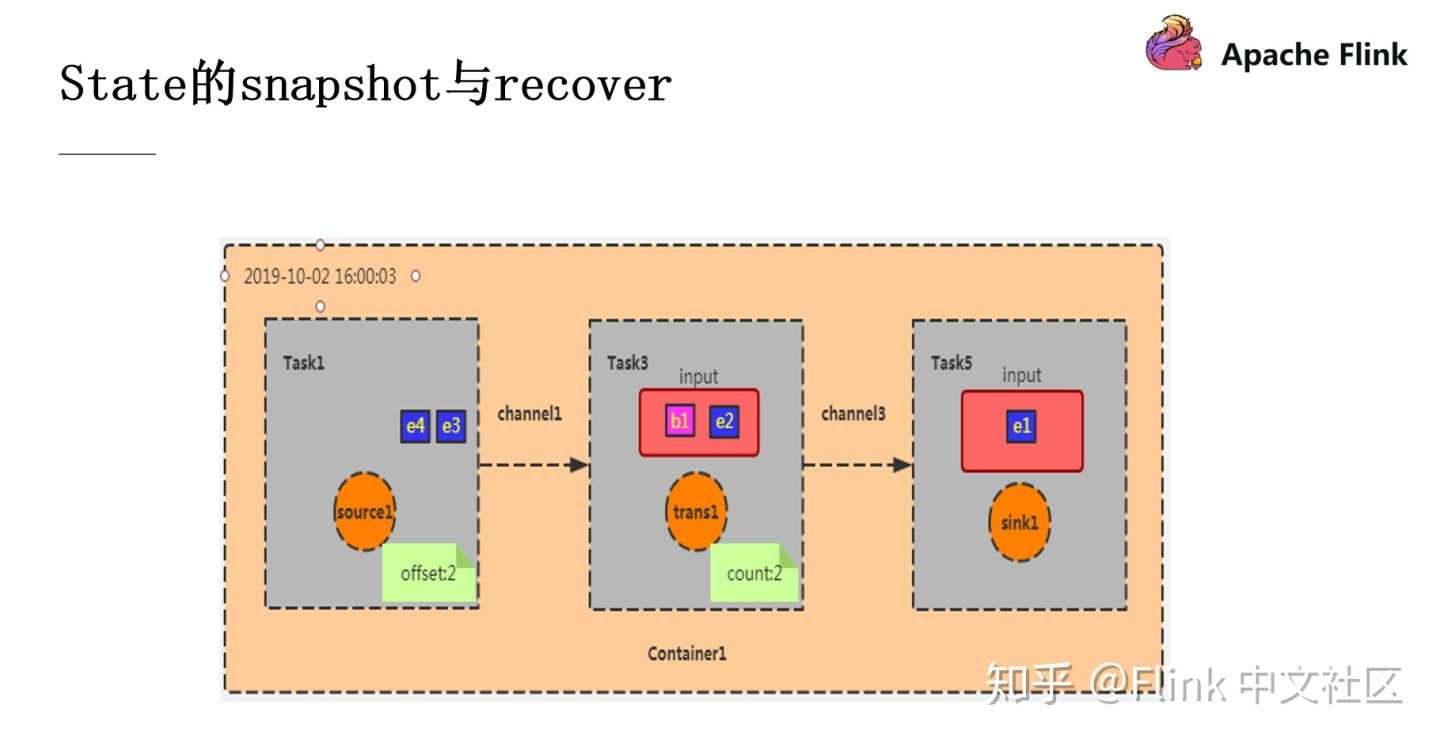 Apache Flink
State的snapshot与recover
2019-10-02 16:00:03
Task1
e4 e3
source1
offset:2
channel1
Task3
input
b1 e2
trans1
count:2
channel3
Task5
input
e1
sink1
Container1
知乎 @Flink 中文社区